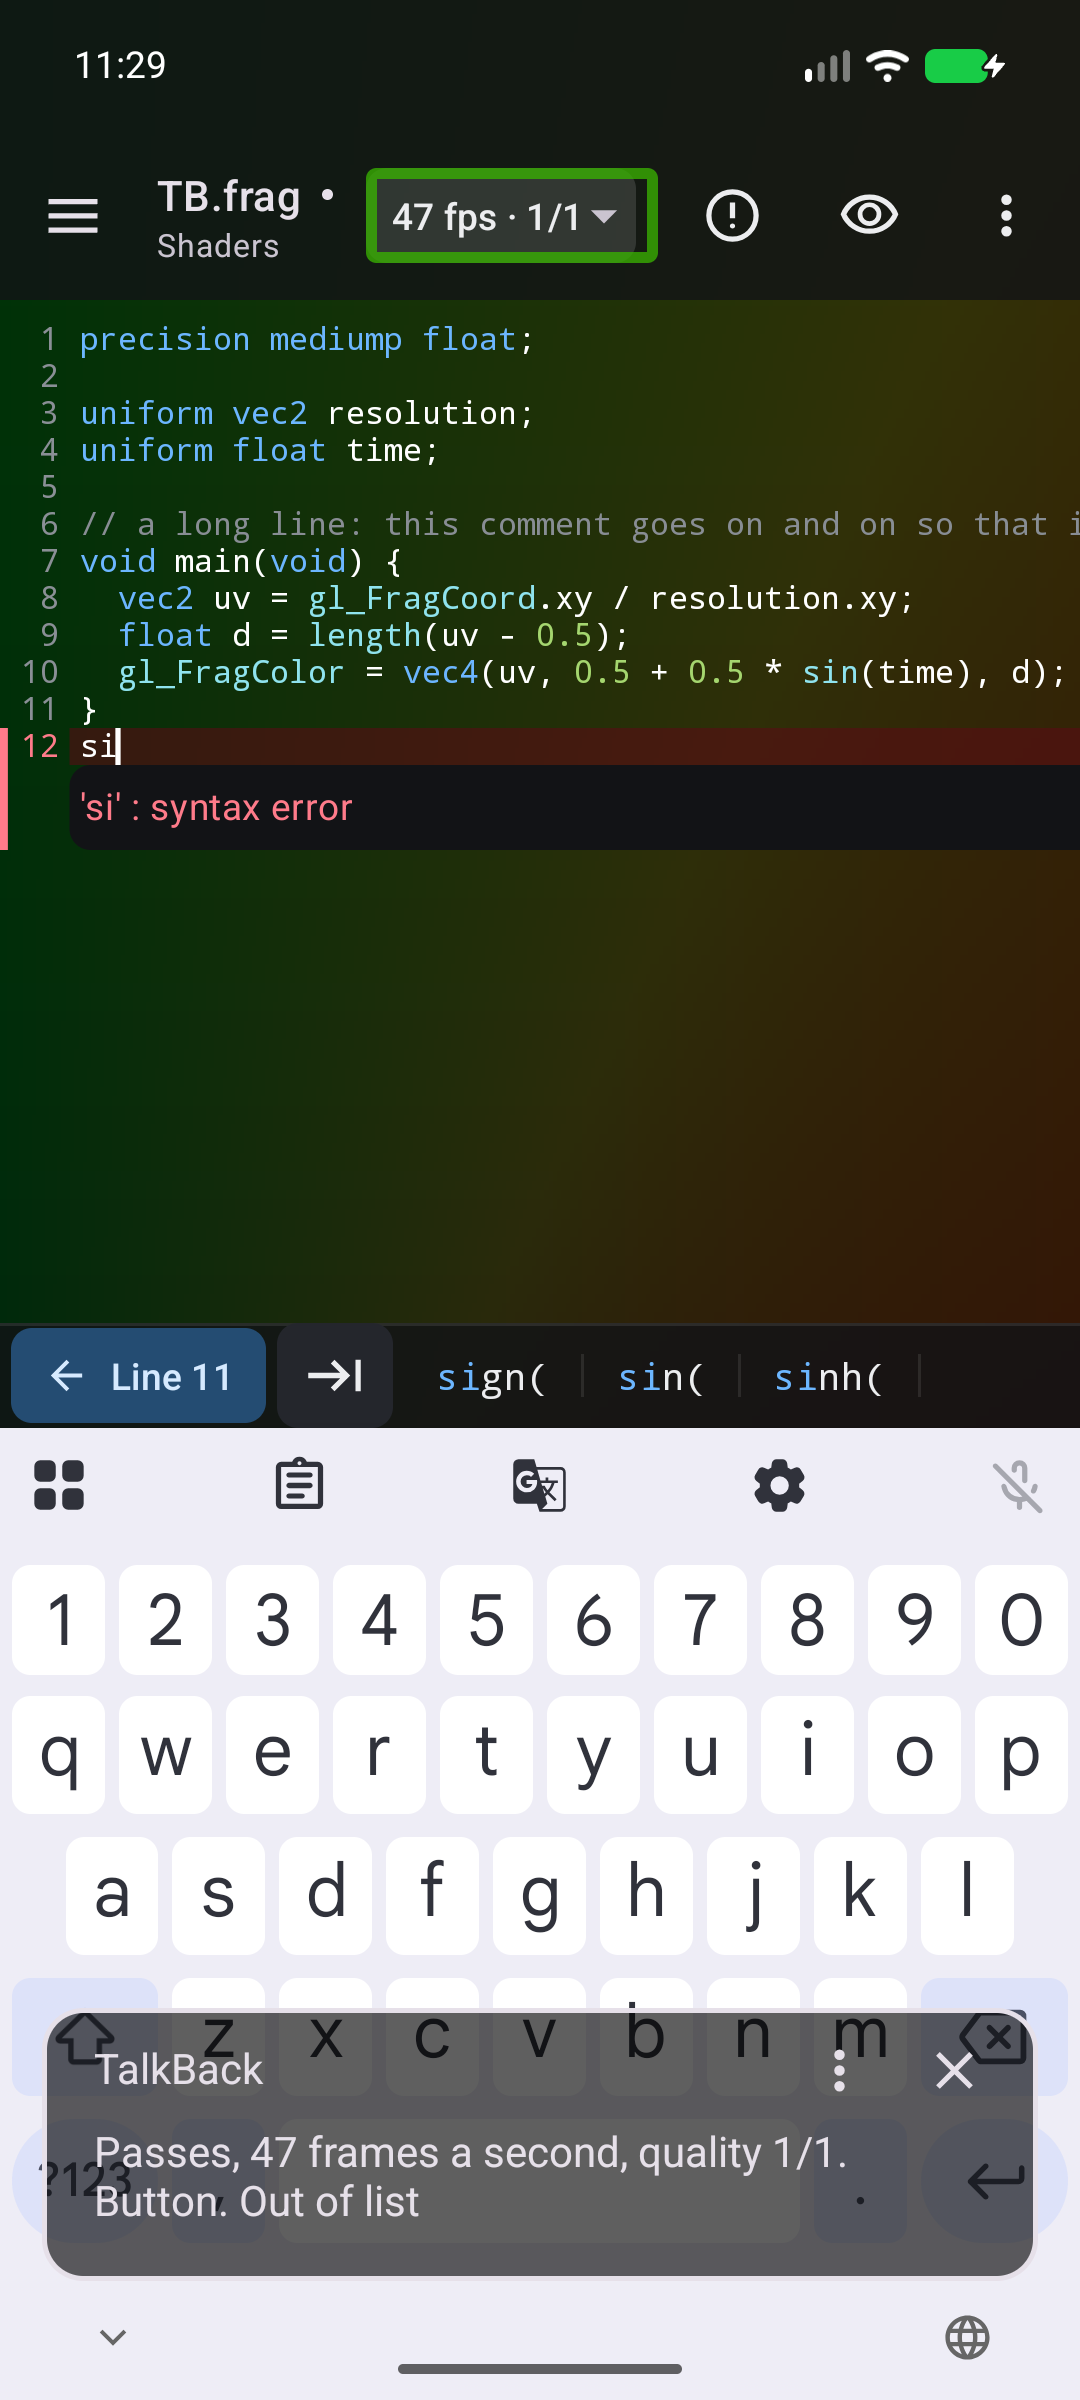 11:29
TB.frag •
Shaders
47 fps · 1/1
1 precision mediump float;
2
3 uniform vec2 resolution;
4 uniform float time;
5
6 // a long line: this comment goes on and on so that i
7 void main(void) {
8   vec2 uv = gl_FragCoord.xy / resolution.xy;
9   float d = length(uv - 0.5);
10   gl_FragColor = vec4(uv, 0.5 + 0.5 * sin(time), d);
11 }
12 si
'si' : syntax error
Line 11 sign( sin( sinh(
1 2 3 4 5 6 7 8 9 0
q w e r t y u i o p
a s d f g h j k l
z x c v b n m
TalkBack
?123 , .
Passes, 47 frames a second, quality 1/1.
Button. Out of list